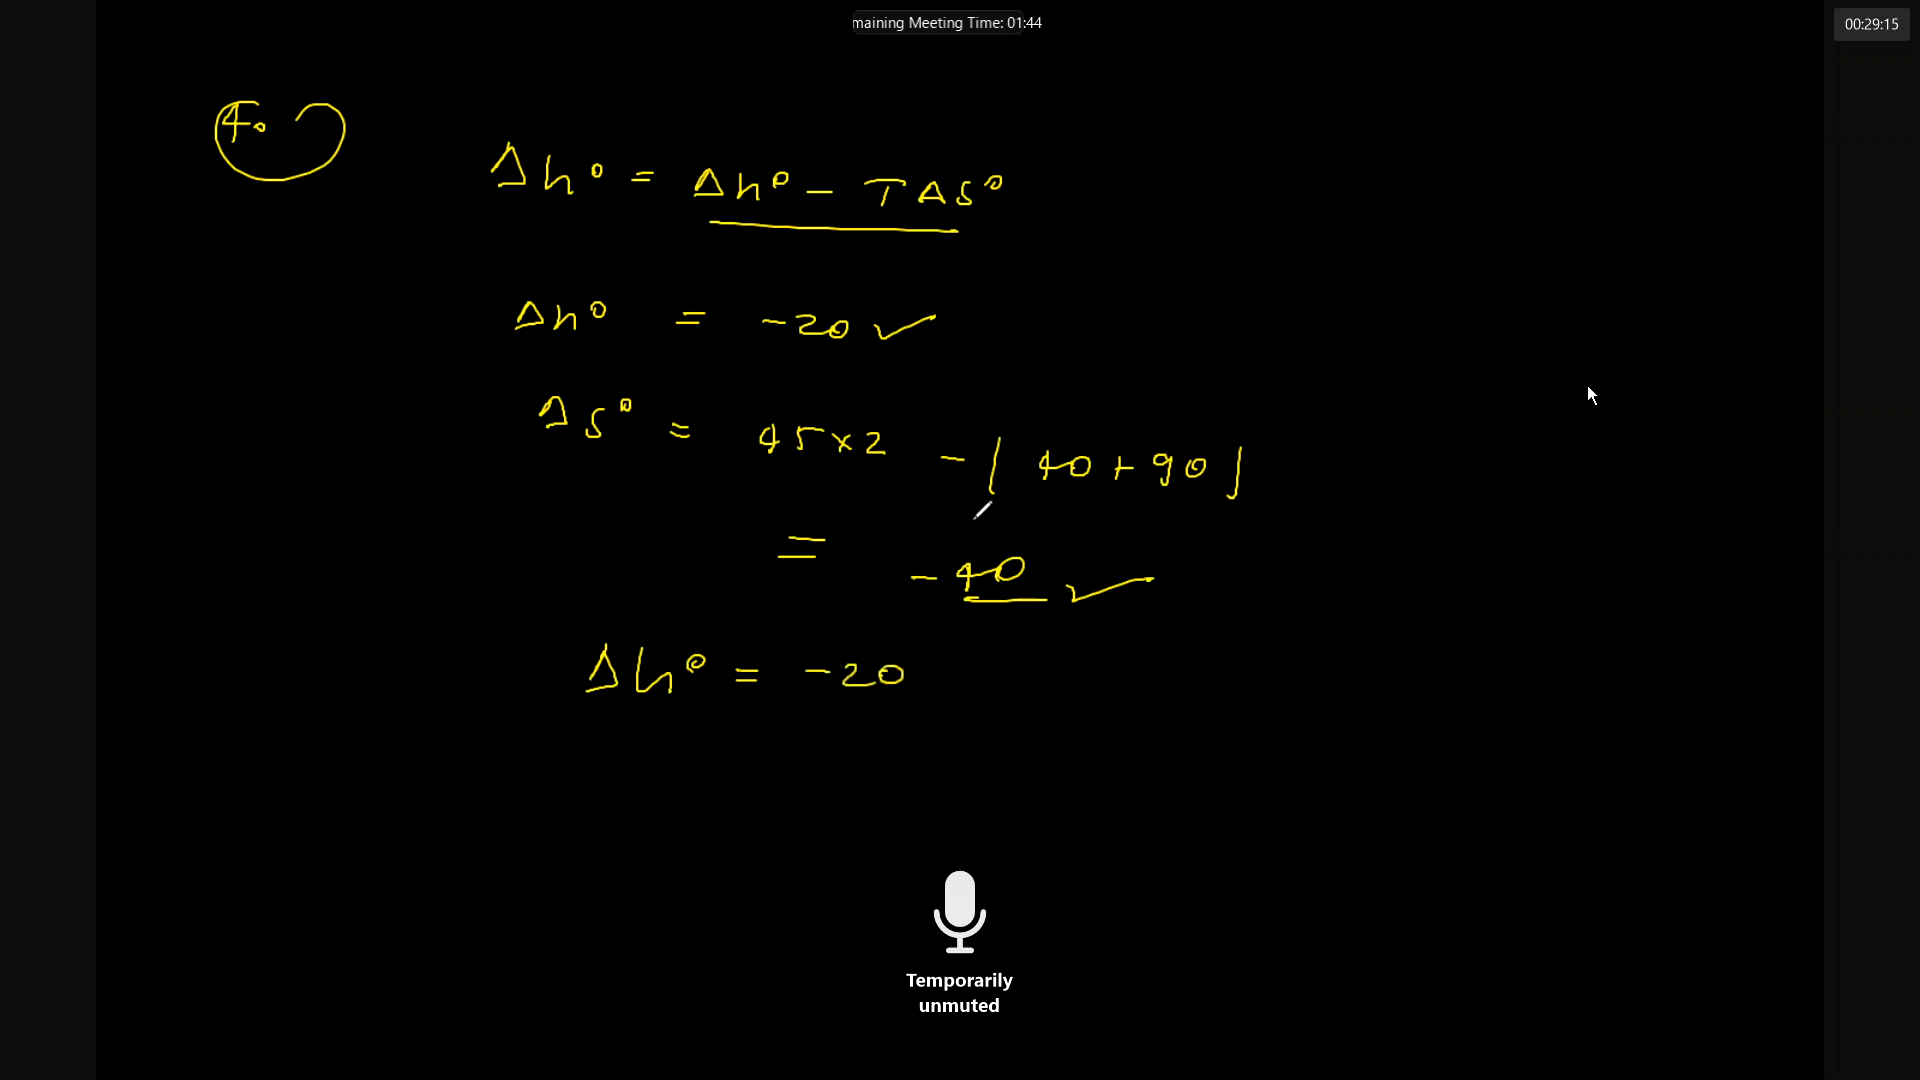 maining Meeting Time: 01:44
00:29:15
4.
Δh° = Δh° - TΔS°
Δh° = -20 ✓
ΔS° = 45×2 - [40+90]
= -40 ✓
Δh° = -20
Temporarily
unmuted